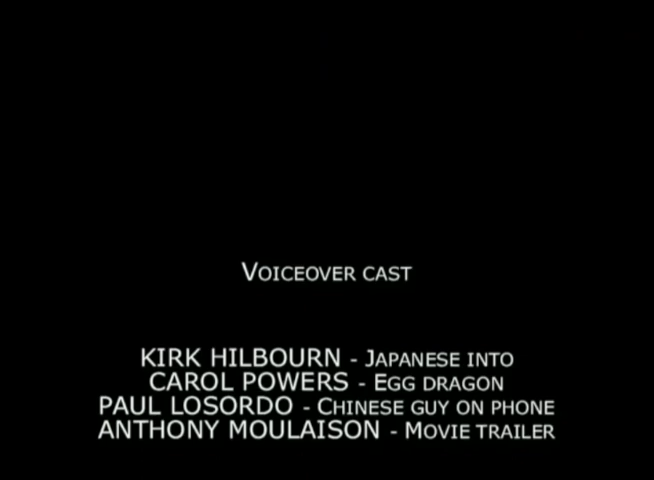 Voiceover cast
KIRK HILBOURN - Japanese into
CAROL POWERS - Egg dragon
PAUL LOSORDO - Chinese guy on phone
ANTHONY MOULAISON - Movie trailer